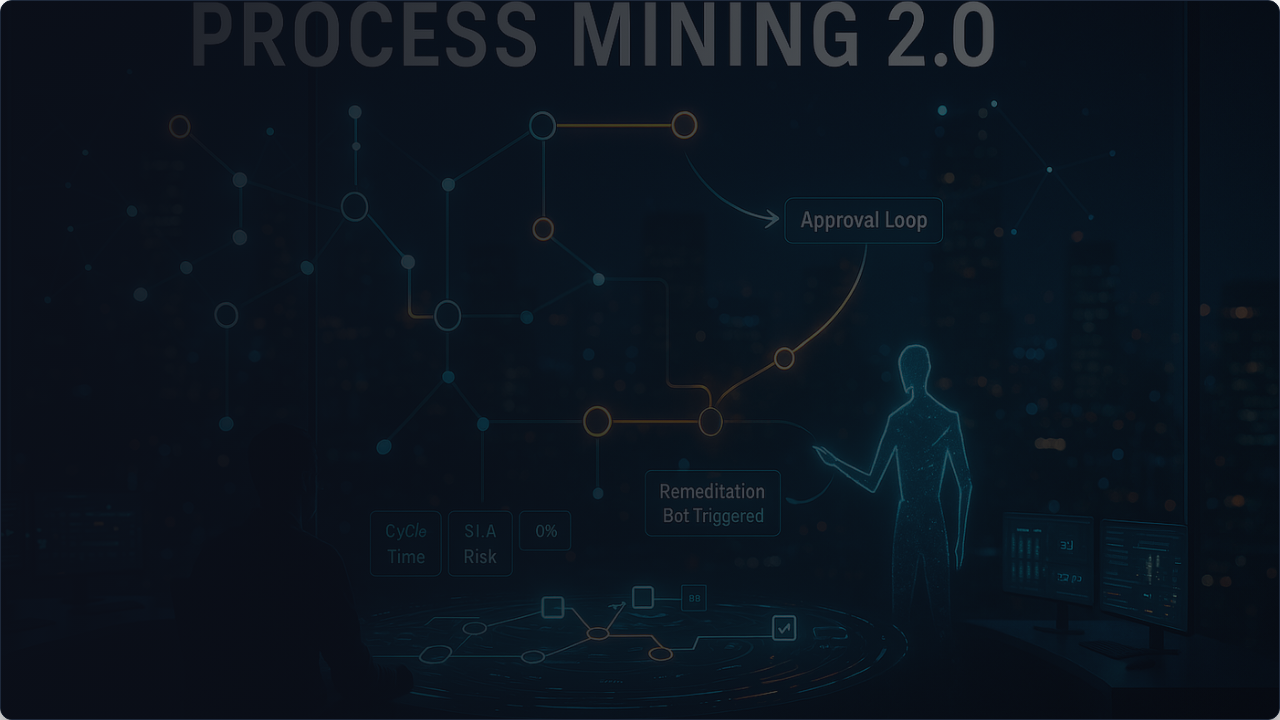 PROCESS MINING 2.0
Approval Loop
Remeditation
Bot Triggered
CyCle
Time
SI.A
Risk
0%